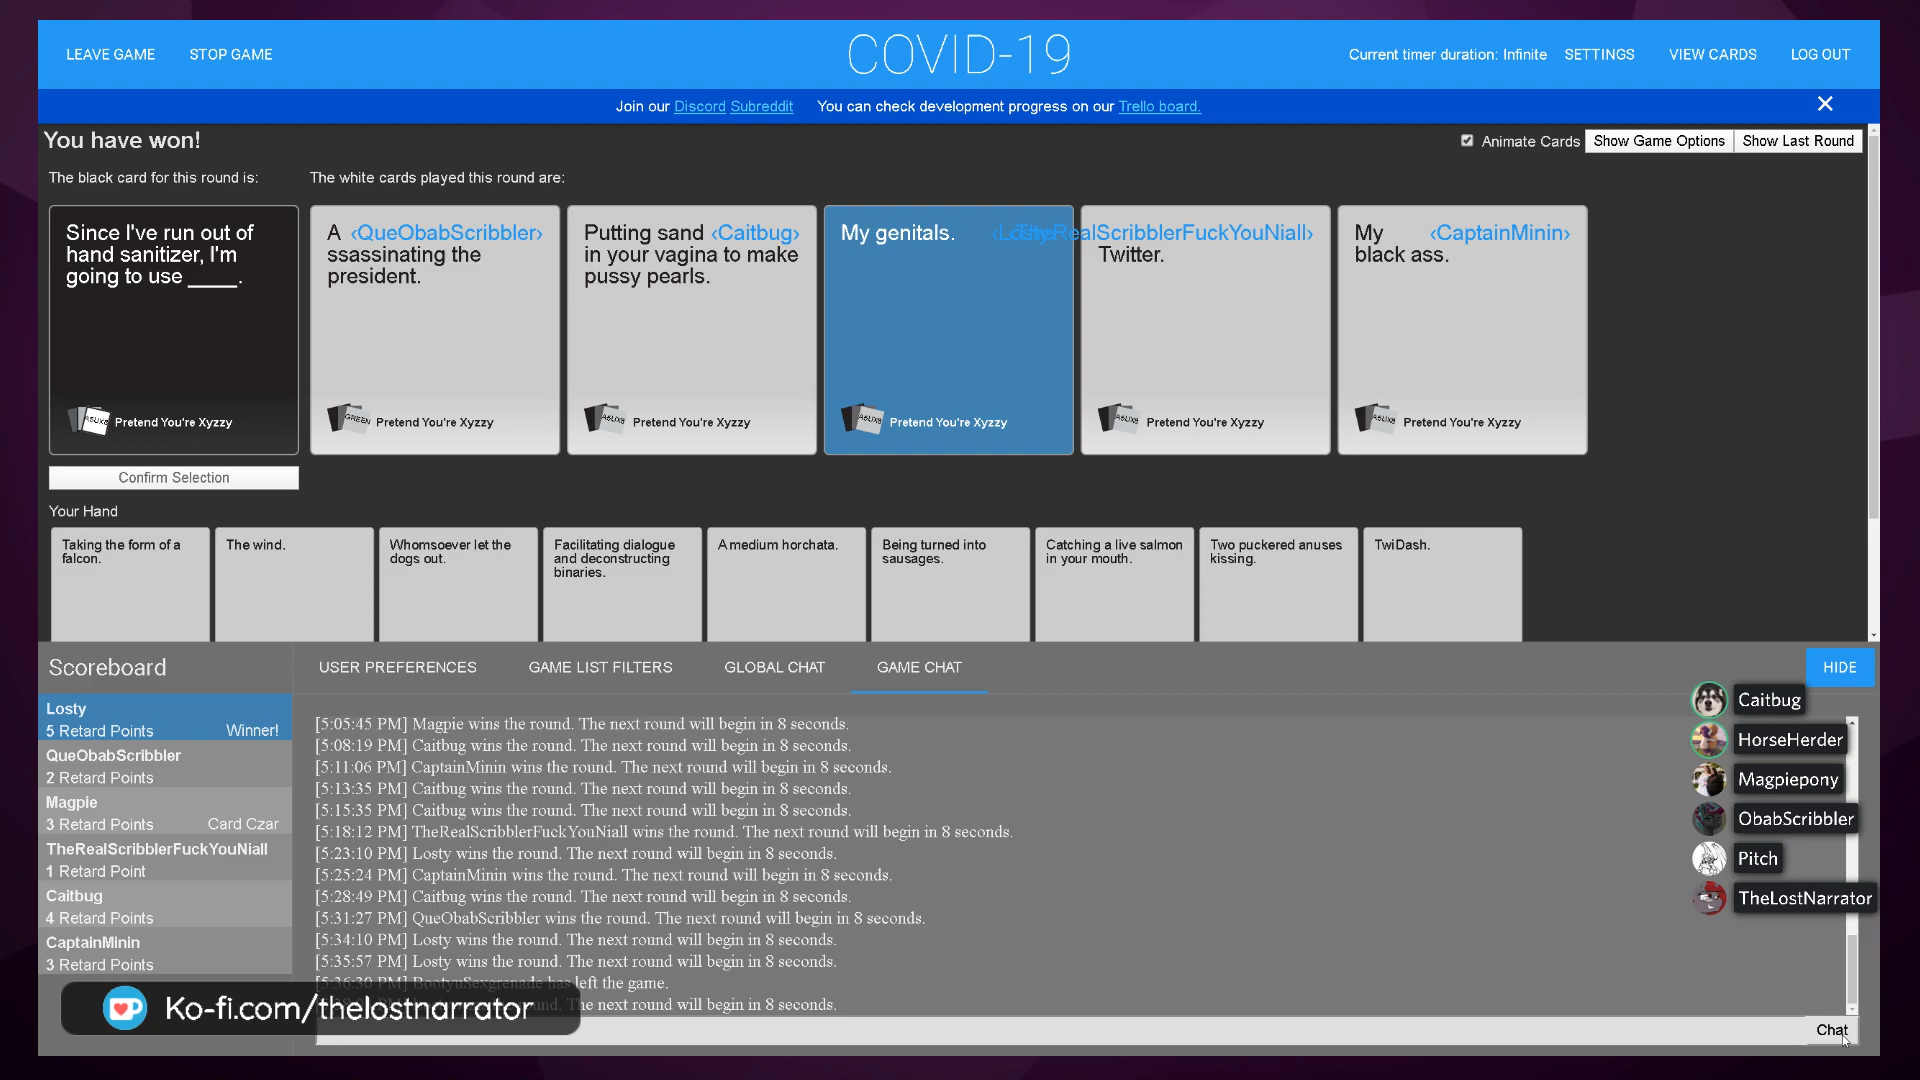 LEAVE GAME STOP GAME COVID-19 Current timer duration: Infinite SETTINGS VIEW CARDS LOG OUT
Join our Discord Subreddit You can check development progress on our Trello board.
You have won!
Animate Cards Show Game Options Show Last Round
The black card for this round is: The white cards played this round are:
Since I've run out of
hand sanitizer, I'm
going to use ____.
Pretend You're Xyzzy
A ‹QueObabScribbler›
ssassinating the
president.
Pretend You're Xyzzy
Putting sand ‹Caitbug›
in your vagina to make
pussy pearls.
Pretend You're Xyzzy
My genitals. ‹Losty›
Pretend You're Xyzzy
‹TheRealScribblerFuckYouNiall›
Twitter.
Pretend You're Xyzzy
My ‹CaptainMinin›
black ass.
Pretend You're Xyzzy
Confirm Selection
Your Hand
Taking the form of a
falcon.
The wind.
Whomsoever let the
dogs out.
Facilitating dialogue
and deconstructing
binaries.
A medium horchata.
Being turned into
sausages.
Catching a live salmon
in your mouth.
Two puckered anuses
kissing.
TwiDash.
Scoreboard
Losty
5 Retard Points Winner!
QueObabScribbler
2 Retard Points
Magpie
3 Retard Points Card Czar
TheRealScribblerFuckYouNiall
1 Retard Point
Caitbug
4 Retard Points
CaptainMinin
3 Retard Points
USER PREFERENCES GAME LIST FILTERS GLOBAL CHAT GAME CHAT HIDE
[5:05:45 PM] Magpie wins the round. The next round will begin in 8 seconds.
[5:08:19 PM] Caitbug wins the round. The next round will begin in 8 seconds.
[5:11:06 PM] CaptainMinin wins the round. The next round will begin in 8 seconds.
[5:13:35 PM] Caitbug wins the round. The next round will begin in 8 seconds.
[5:15:35 PM] Caitbug wins the round. The next round will begin in 8 seconds.
[5:18:12 PM] TheRealScribblerFuckYouNiall wins the round. The next round will begin in 8 seconds.
[5:23:10 PM] Losty wins the round. The next round will begin in 8 seconds.
[5:25:24 PM] CaptainMinin wins the round. The next round will begin in 8 seconds.
[5:28:49 PM] Caitbug wins the round. The next round will begin in 8 seconds.
[5:31:27 PM] QueObabScribbler wins the round. The next round will begin in 8 seconds.
[5:34:10 PM] Losty wins the round. The next round will begin in 8 seconds.
[5:35:57 PM] Losty wins the round. The next round will begin in 8 seconds.
[5:36:30 PM] BootyuSexgrenade has left the game.
the next round will begin in 8 seconds.
Chat
Caitbug
HorseHerder
Magpiepony
ObabScribbler
Pitch
TheLostNarrator
Ko-fi.com/thelostnarrator